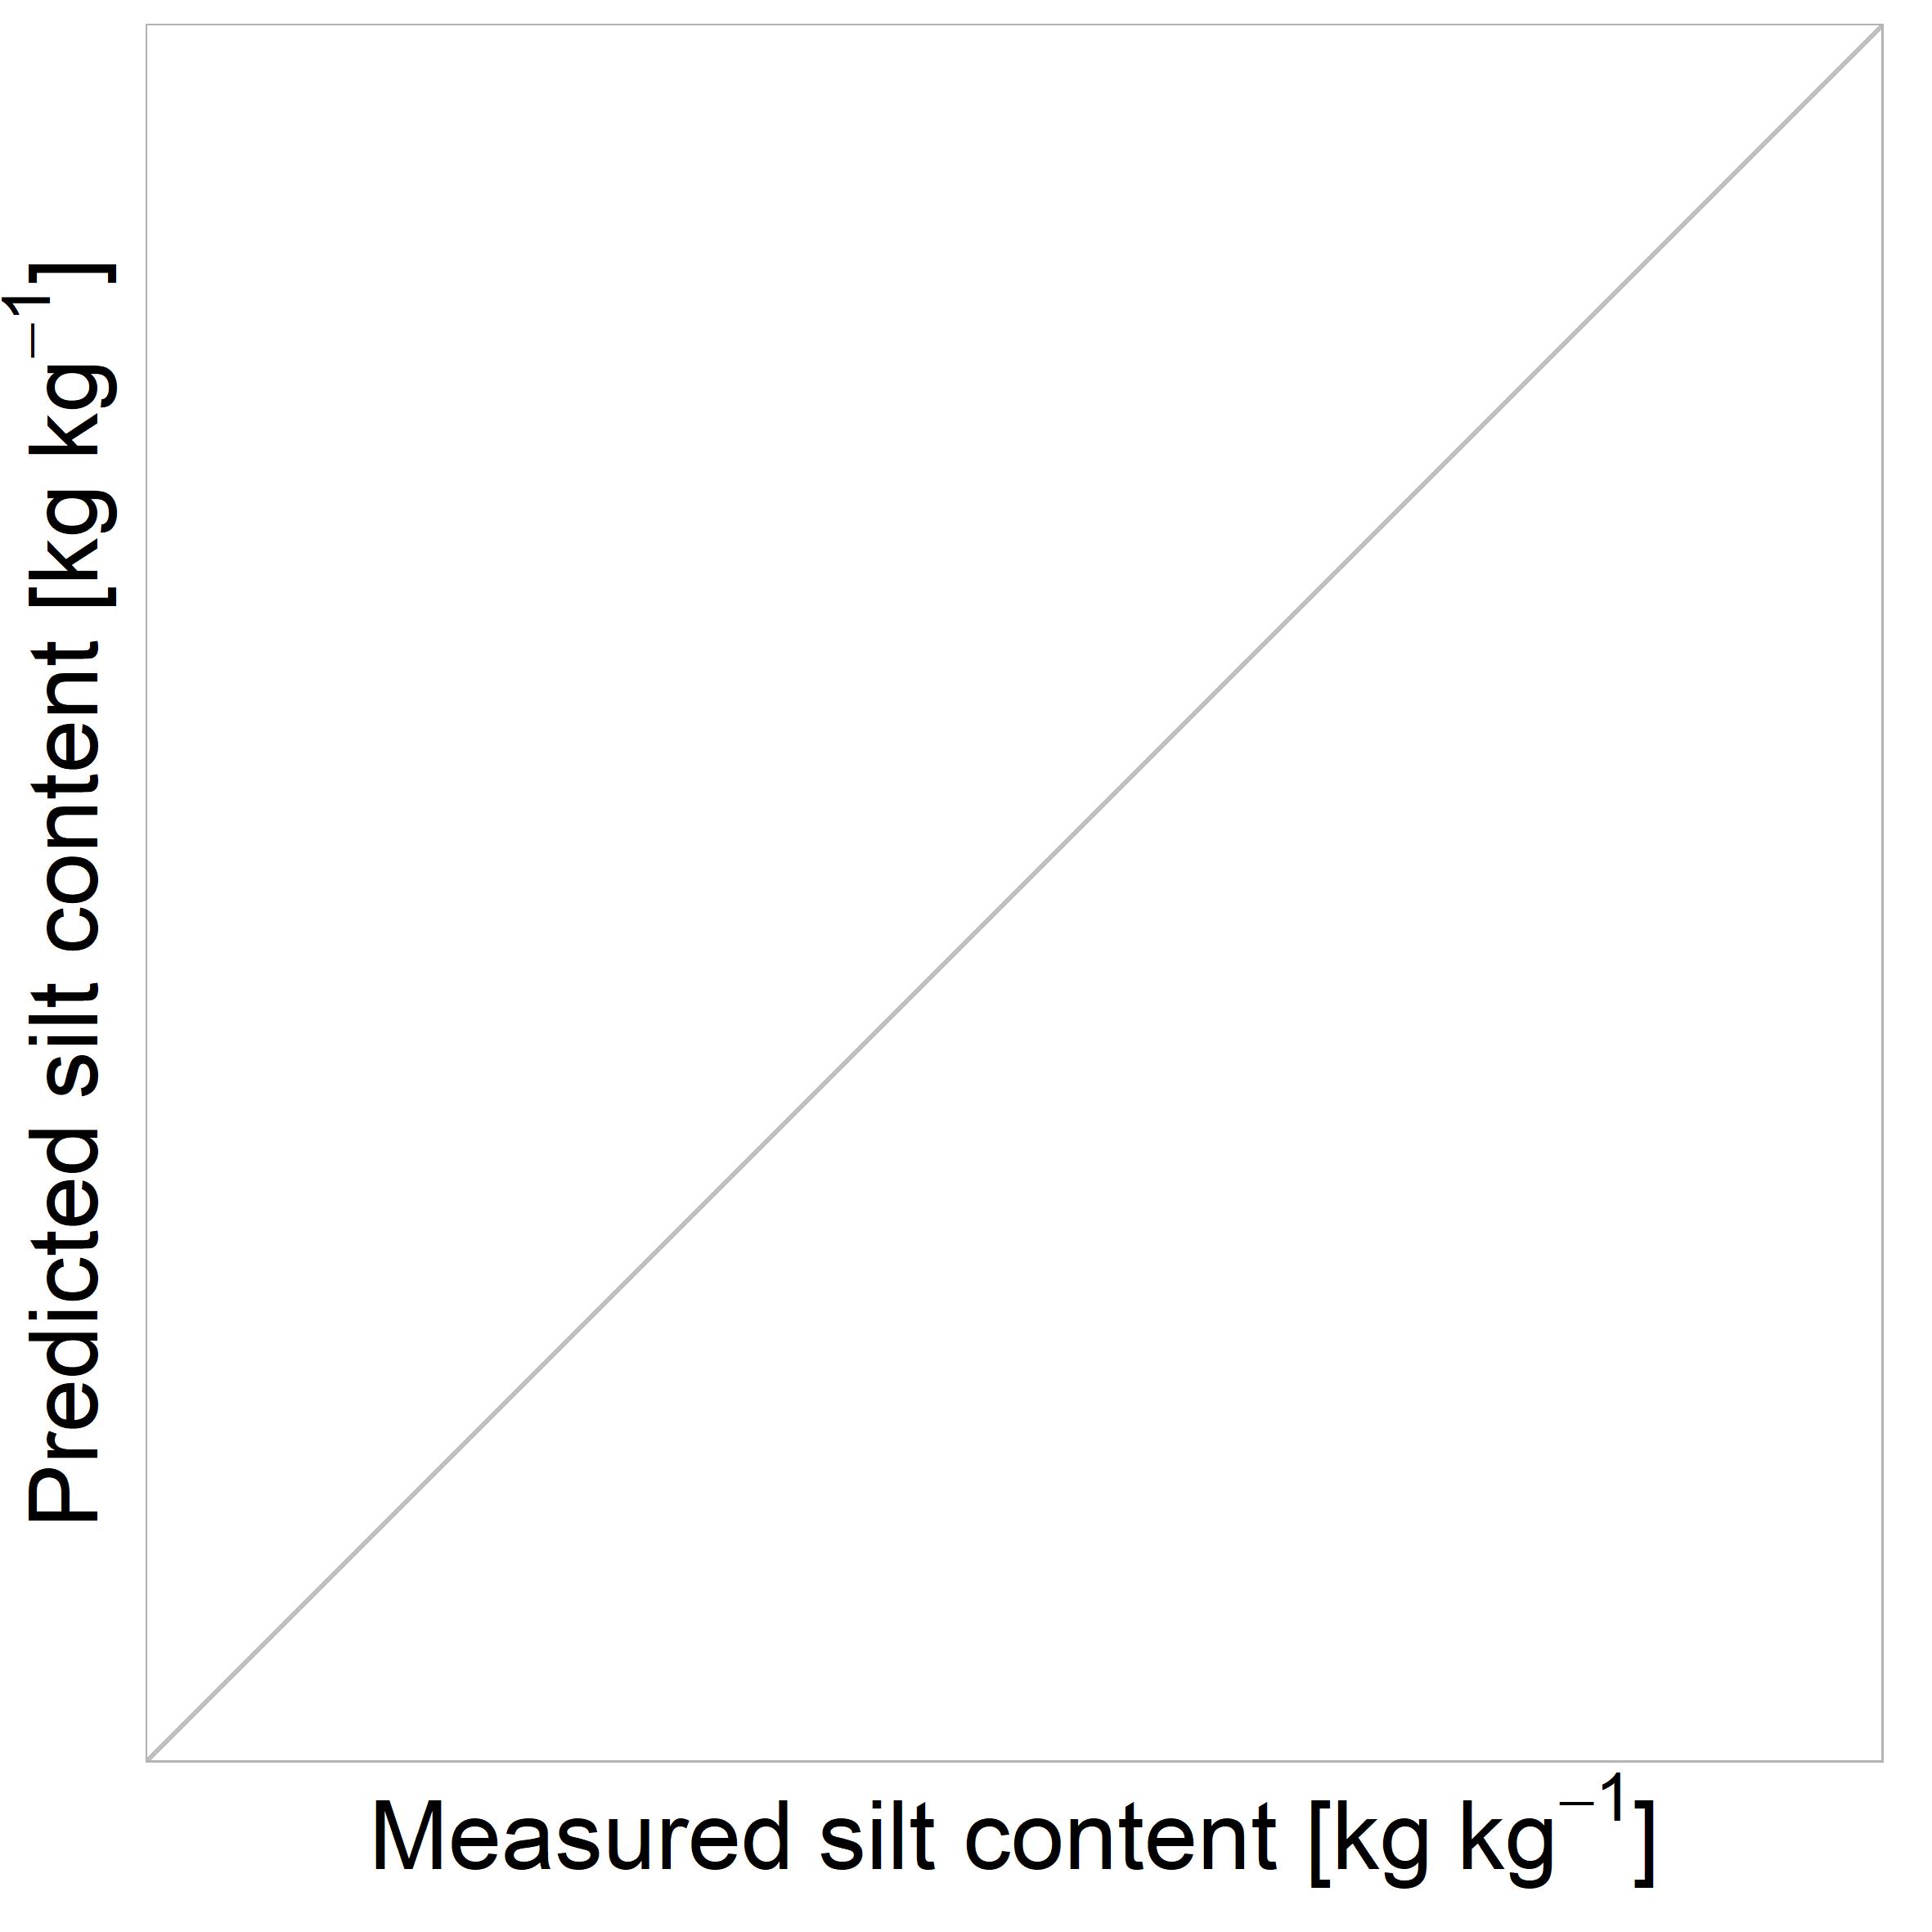 Predicted silt content [kg kg⁻¹]
Measured silt content [kg kg⁻¹]